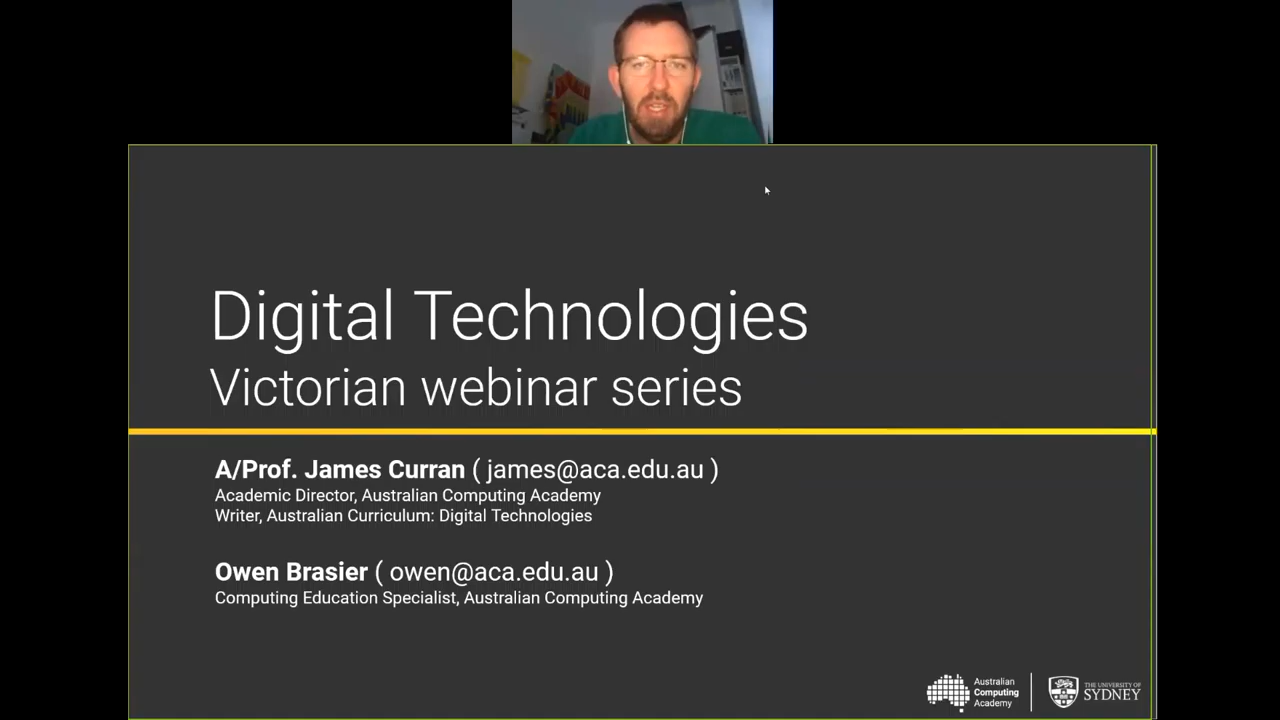 Digital Technologies
Victorian webinar series
A/Prof. James Curran ( james@aca.edu.au )
Academic Director, Australian Computing Academy
Writer, Australian Curriculum: Digital Technologies
Owen Brasier ( owen@aca.edu.au )
Computing Education Specialist, Australian Computing Academy
Australian
Computing
Academy
THE UNIVERSITY OF
SYDNEY